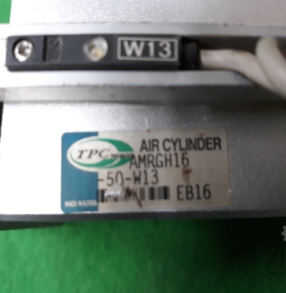 W13
TPC
AIR CYLINDER
AMRGH16
-50-W13
EB16